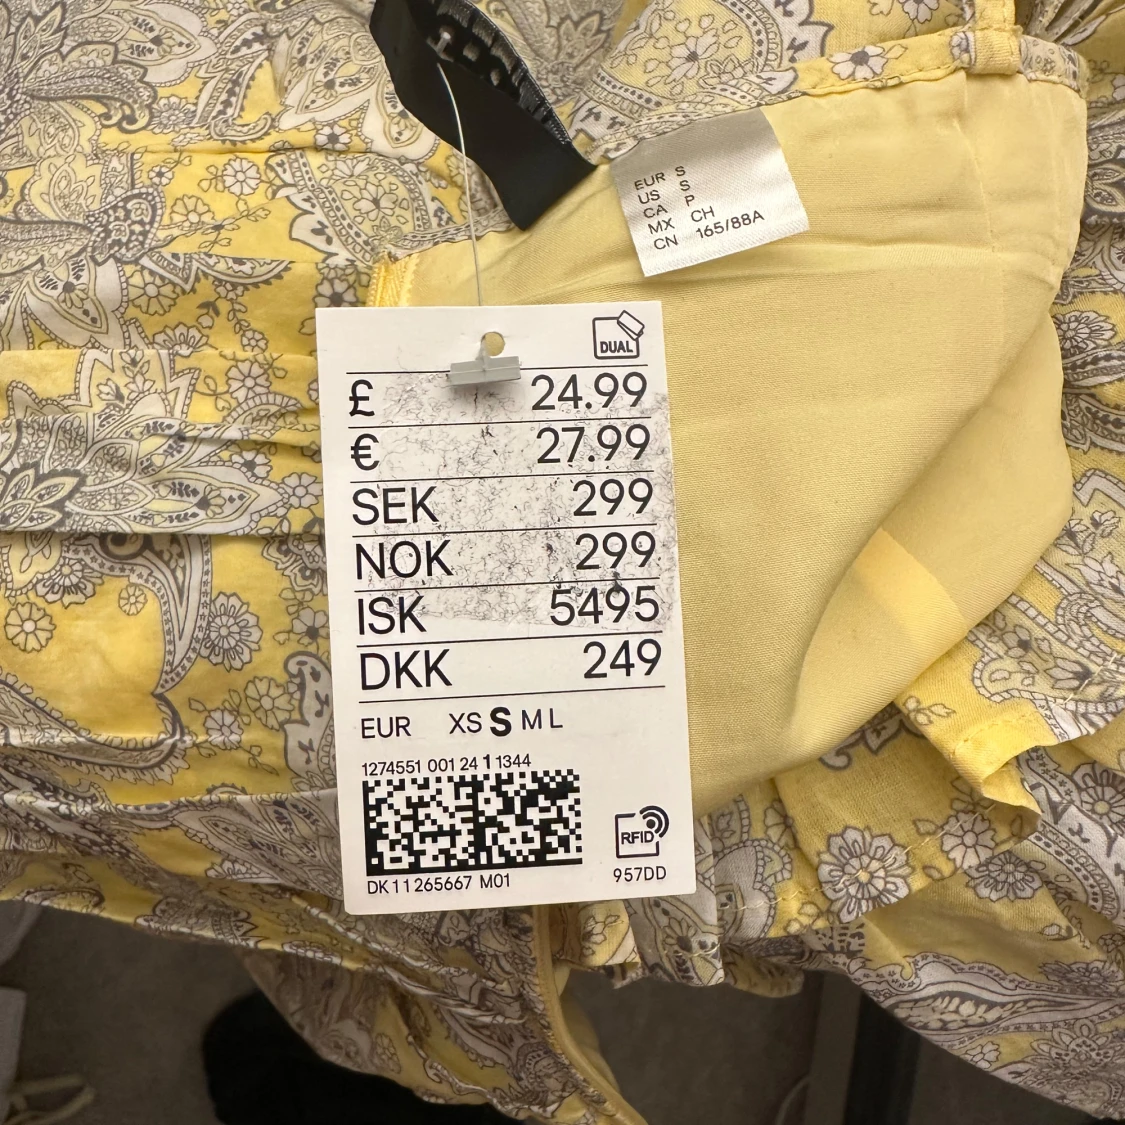 EUR S
US S
CA P
MX CH
CN 165/88A
DUAL
£ 24.99
€ 27.99
SEK 299
NOK 299
ISK 5495
DKK 249
EUR XS S M L
1274551 001 24 1 1344
RFID
DK11265667 M01
957DD